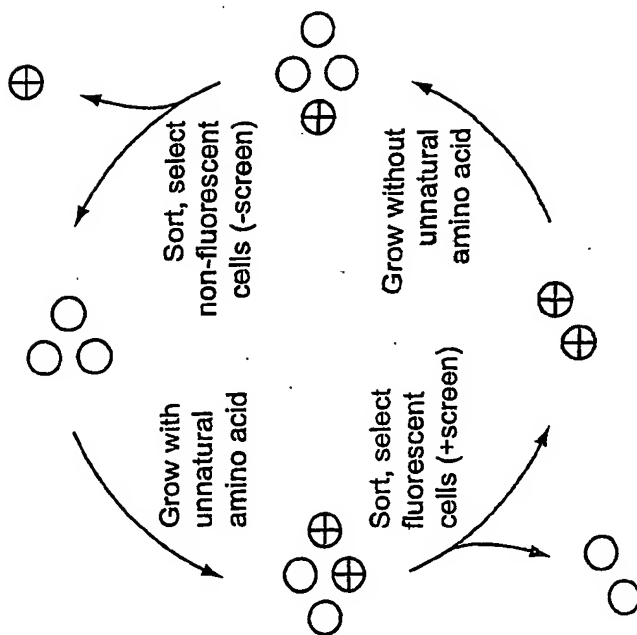 Grow with
unnatural
amino acid
Sort, select
fluorescent
cells (+screen)
Sort, select
non-fluorescent
cells (-screen)
Grow without
unnatural
amino acid